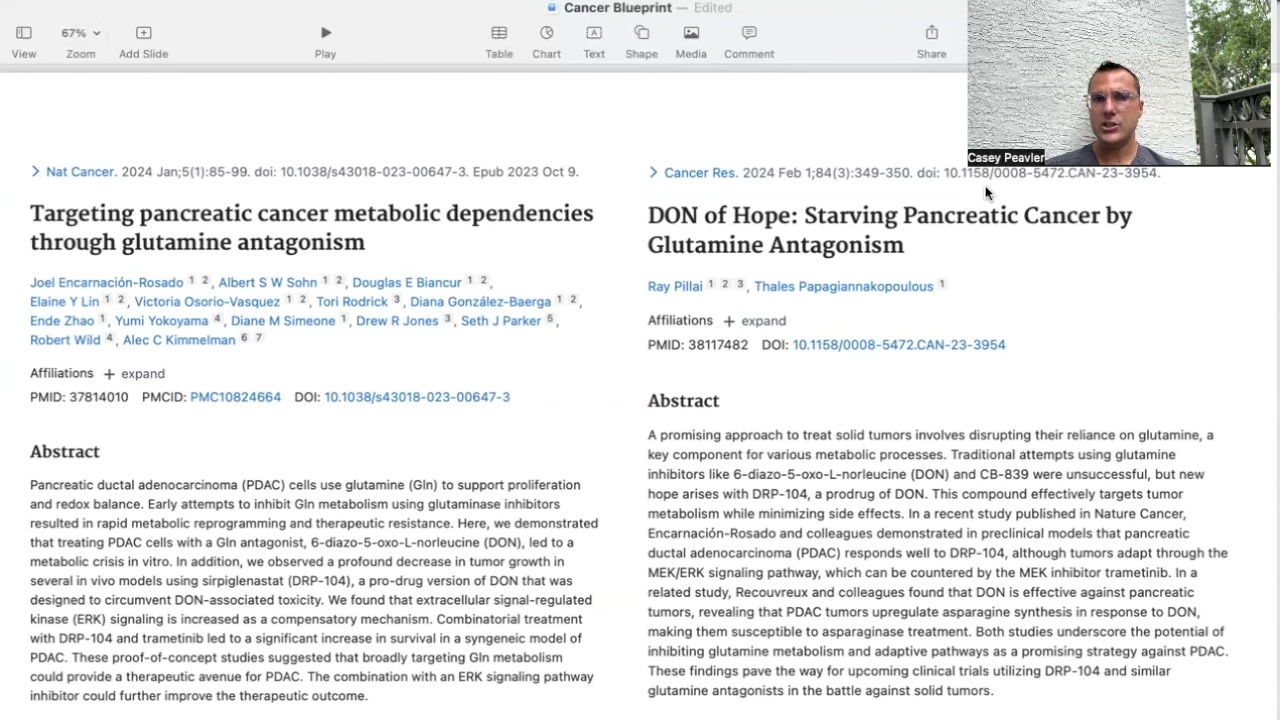 Cancer Blueprint — Edited
67%
View Zoom Add Slide Play Table Chart Text Shape Media Comment Share
Casey Peavler
Nat Cancer. 2024 Jan;5(1):85-99. doi: 10.1038/s43018-023-00647-3. Epub 2023 Oct 9.
Targeting pancreatic cancer metabolic dependencies
through glutamine antagonism
Joel Encarnación-Rosado 1 2, Albert S W Sohn 1 2, Douglas E Biancur 1 2,
Elaine Y Lin 1 2, Victoria Osorio-Vasquez 1 2, Tori Rodrick 3, Diana González-Baerga 1 2,
Ende Zhao 1, Yumi Yokoyama 4, Diane M Simeone 1, Drew R Jones 3, Seth J Parker 5,
Robert Wild 4, Alec C Kimmelman 6 7
Affiliations + expand
PMID: 37814010 PMCID: PMC10824664 DOI: 10.1038/s43018-023-00647-3
Abstract
Pancreatic ductal adenocarcinoma (PDAC) cells use glutamine (Gln) to support proliferation
and redox balance. Early attempts to inhibit Gln metabolism using glutaminase inhibitors
resulted in rapid metabolic reprogramming and therapeutic resistance. Here, we demonstrated
that treating PDAC cells with a Gln antagonist, 6-diazo-5-oxo-L-norleucine (DON), led to a
metabolic crisis in vitro. In addition, we observed a profound decrease in tumor growth in
several in vivo models using sirpiglenastat (DRP-104), a pro-drug version of DON that was
designed to circumvent DON-associated toxicity. We found that extracellular signal-regulated
kinase (ERK) signaling is increased as a compensatory mechanism. Combinatorial treatment
with DRP-104 and trametinib led to a significant increase in survival in a syngeneic model of
PDAC. These proof-of-concept studies suggested that broadly targeting Gln metabolism
could provide a therapeutic avenue for PDAC. The combination with an ERK signaling pathway
inhibitor could further improve the therapeutic outcome.
Cancer Res. 2024 Feb 1;84(3):349-350. doi: 10.1158/0008-5472.CAN-23-3954.
DON of Hope: Starving Pancreatic Cancer by
Glutamine Antagonism
Ray Pillai 1 2 3, Thales Papagiannakopoulous 1
Affiliations + expand
PMID: 38117482 DOI: 10.1158/0008-5472.CAN-23-3954
Abstract
A promising approach to treat solid tumors involves disrupting their reliance on glutamine, a
key component for various metabolic processes. Traditional attempts using glutamine
inhibitors like 6-diazo-5-oxo-L-norleucine (DON) and CB-839 were unsuccessful, but new
hope arises with DRP-104, a prodrug of DON. This compound effectively targets tumor
metabolism while minimizing side effects. In a recent study published in Nature Cancer,
Encarnación-Rosado and colleagues demonstrated in preclinical models that pancreatic
ductal adenocarcinoma (PDAC) responds well to DRP-104, although tumors adapt through the
MEK/ERK signaling pathway, which can be countered by the MEK inhibitor trametinib. In a
related study, Recouvreux and colleagues found that DON is effective against pancreatic
tumors, revealing that PDAC tumors upregulate asparagine synthesis in response to DON,
making them susceptible to asparaginase treatment. Both studies underscore the potential of
inhibiting glutamine metabolism and adaptive pathways as a promising strategy against PDAC.
These findings pave the way for upcoming clinical trials utilizing DRP-104 and similar
glutamine antagonists in the battle against solid tumors.